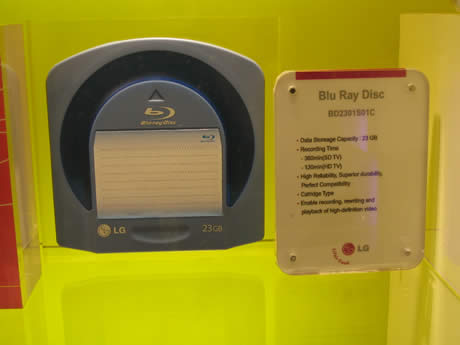 Blu-ray Disc
LG
23GB
Blu Ray Disc
BD2301S01C
• Data Storeage Capacity : 23 GB
• Recording Time
- 360min(SD TV)
- 120min(HD TV)
• High Reliability, Superior durability,
Perfect Compatibility
• Cartridge Type
• Enable recording, rewriting and
playback of high-definition video
LG